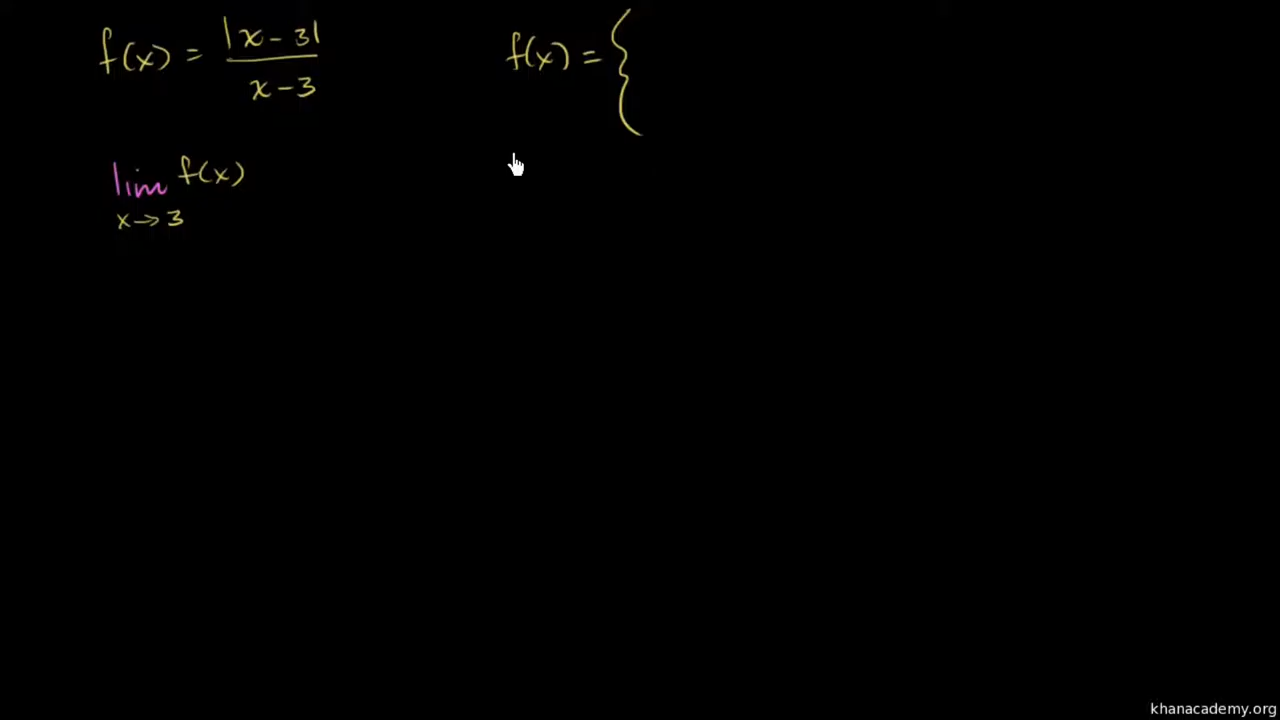 f(x) = |x - 3| / x - 3
f(x) = {
lim f(x)
x → 3
khanacademy.org